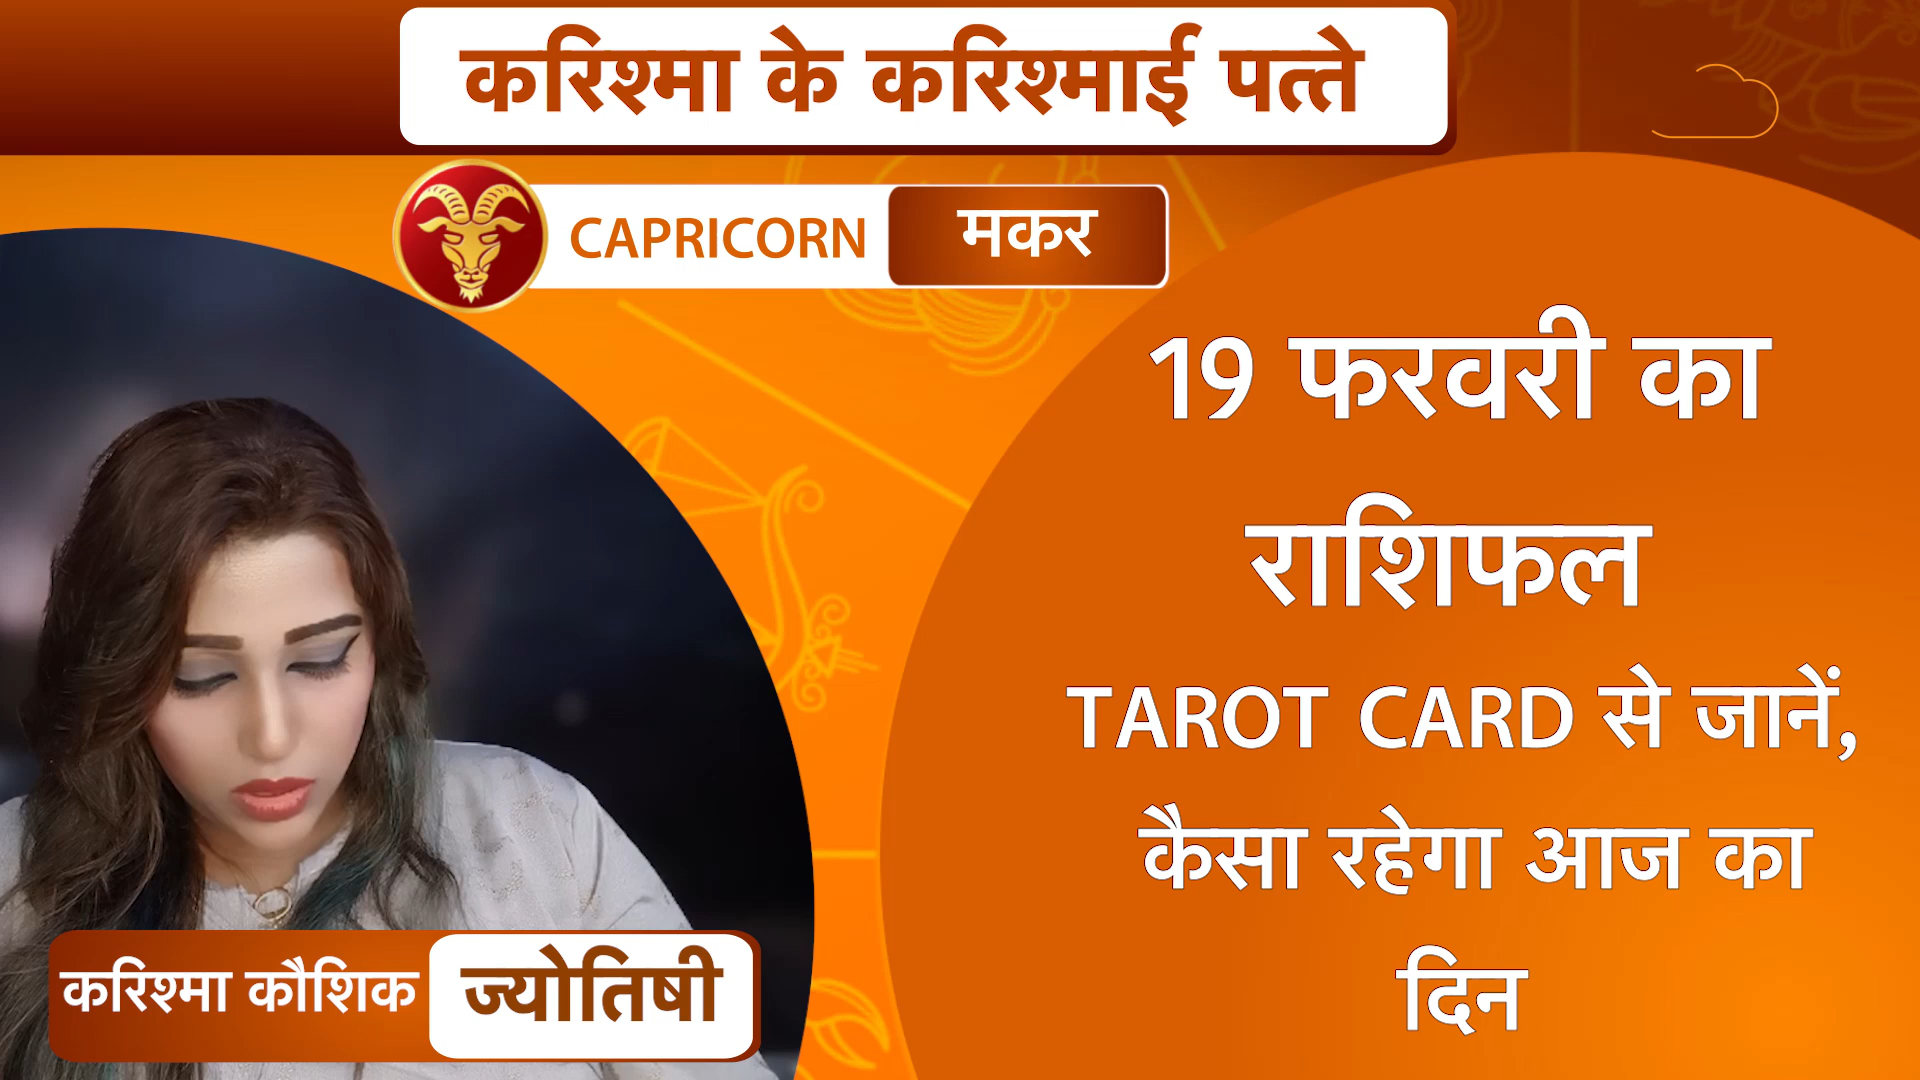 करिश्मा के करिश्माई पत्ते
CAPRICORN मकर
19 फरवरी का
राशिफल
TAROT CARD से जानें,
कैसा रहेगा आज का
दिन
करिश्मा कौशिक ज्योतिषी